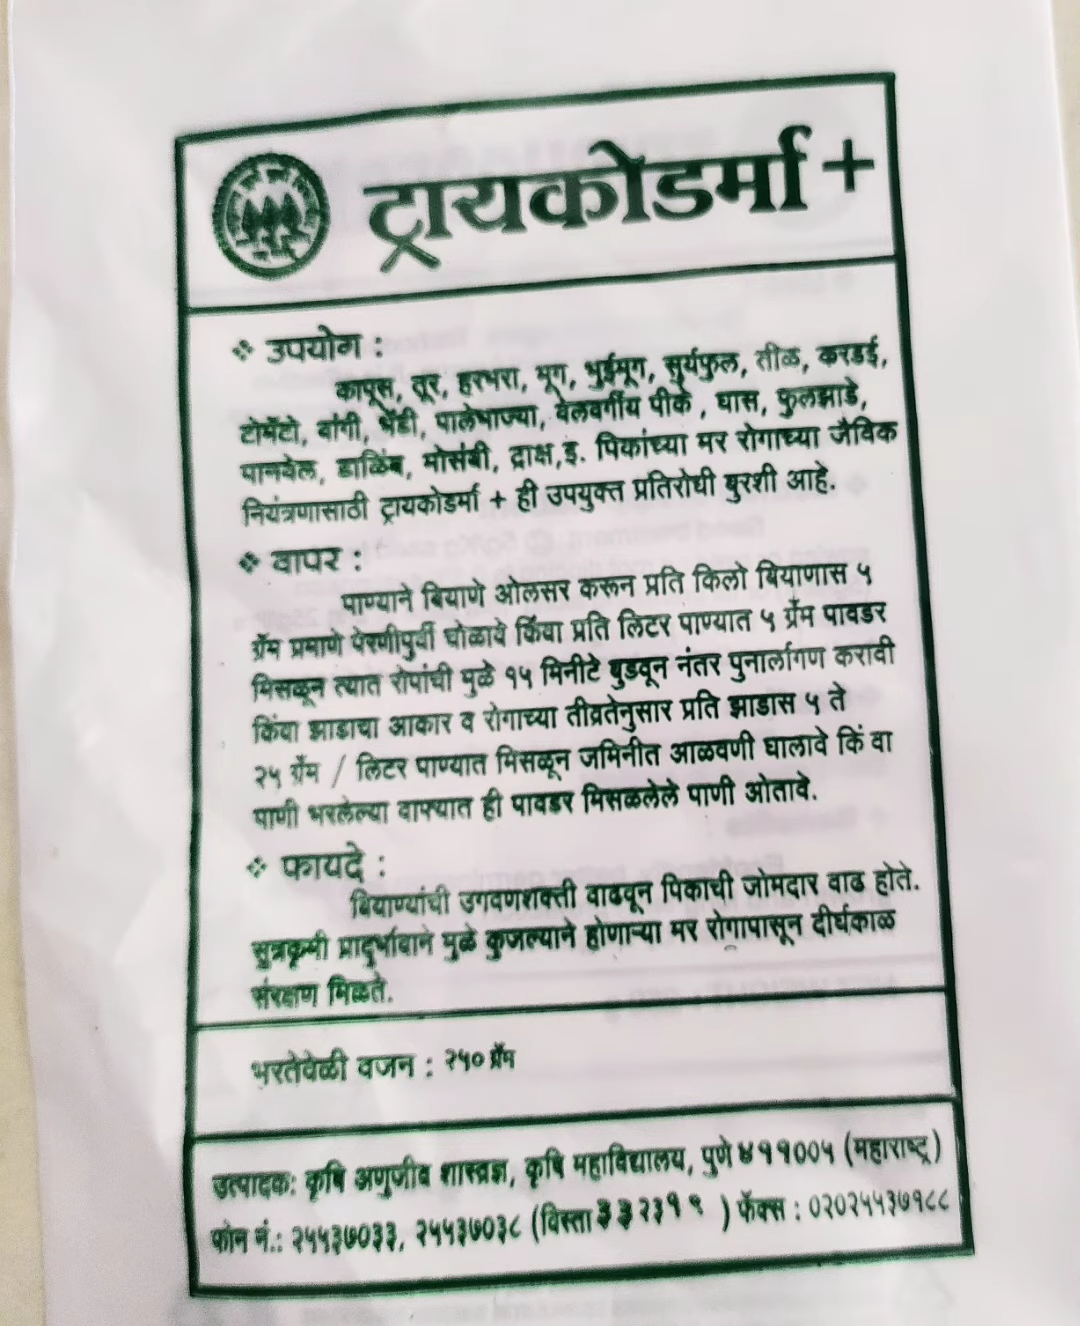 ट्रायकोडर्मा +
❖ उपयोग :
कापूस, तूर, हरभरा, मूग, भुईमूग, सुर्यफुल, तीळ, करडई,
टोमॅटो, वांगी, भेंडी, पालेभाज्या, वेलवर्गीय पीके , घास, फुलझाडे,
पानवेल, डाळिंब, मोसंबी, द्राक्ष,इ. पिकांच्या मर रोगाच्या जैविक
नियंत्रणासाठी ट्रायकोडर्मा + ही उपयुक्त प्रतिरोधी बुरशी आहे.
❖ वापर :
पाण्याने बियाणे ओलसर करून प्रति किलो बियाणास ५
ग्रॅम प्रमाणे पेरणीपुर्वी घोळावे किंवा प्रति लिटर पाण्यात ५ ग्रॅम पावडर
मिसळून त्यात रोपांची मुळे १५ मिनीटे बुडवून नंतर पुनार्लागण करावी
किंवा झाडाचा आकार व रोगाच्या तीव्रतेनुसार प्रति झाडास ५ ते
२५ ग्रॅम / लिटर पाण्यात मिसळून जमिनीत आळवणी घालावे किं वा
पाणी भरलेल्या वाफ्यात ही पावडर मिसळलेले पाणी ओतावे.
❖ फायदे :
बियाण्यांची उगवणशक्ती वाढवून पिकाची जोमदार वाढ होते.
सुत्रकृमी प्रादुर्भावाने मुळे कुजल्याने होणाऱ्या मर रोगापासून दीर्घकाळ
संरक्षण मिळते.
भरतेवेळी वजन : २५० ग्रॅम
उत्पादक: कृषि अणुजीव शास्त्रज्ञ, कृषि महाविद्यालय, पुणे ४११००५ (महाराष्ट्र)
फोन नं.: २५५३७०३३, २५५३७०३८ (विस्ता ) फॅक्स : ०२०२५५३७१८८